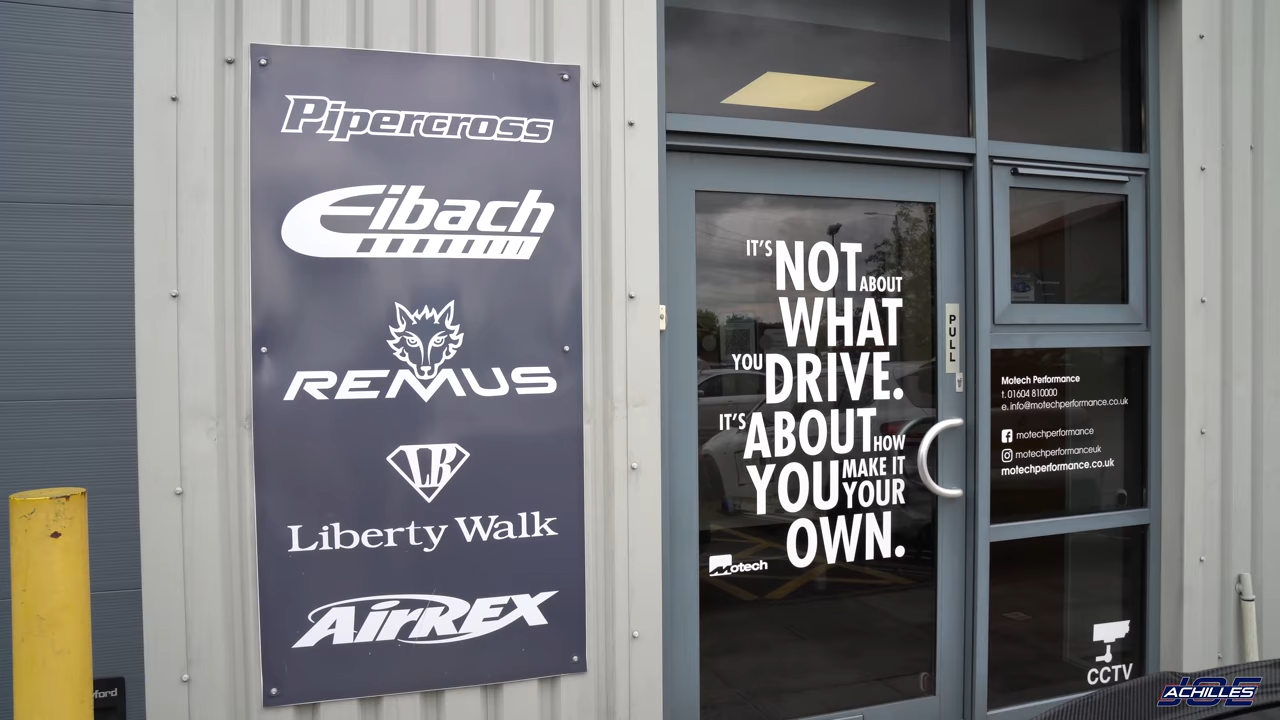 Pipercross
Eibach
REMUS
LB
Liberty Walk
AirREX
IT'S NOT ABOUT
WHAT
YOU DRIVE.
IT'S ABOUT HOW
YOU MAKE IT YOUR
OWN.
Motech
PULL
Motech Performance
t. 01604 810000
e. info@motechperformance.co.uk
motechperformance
motechperformanceuk
motechperformance.co.uk
CCTV
JOE
ACHILLES